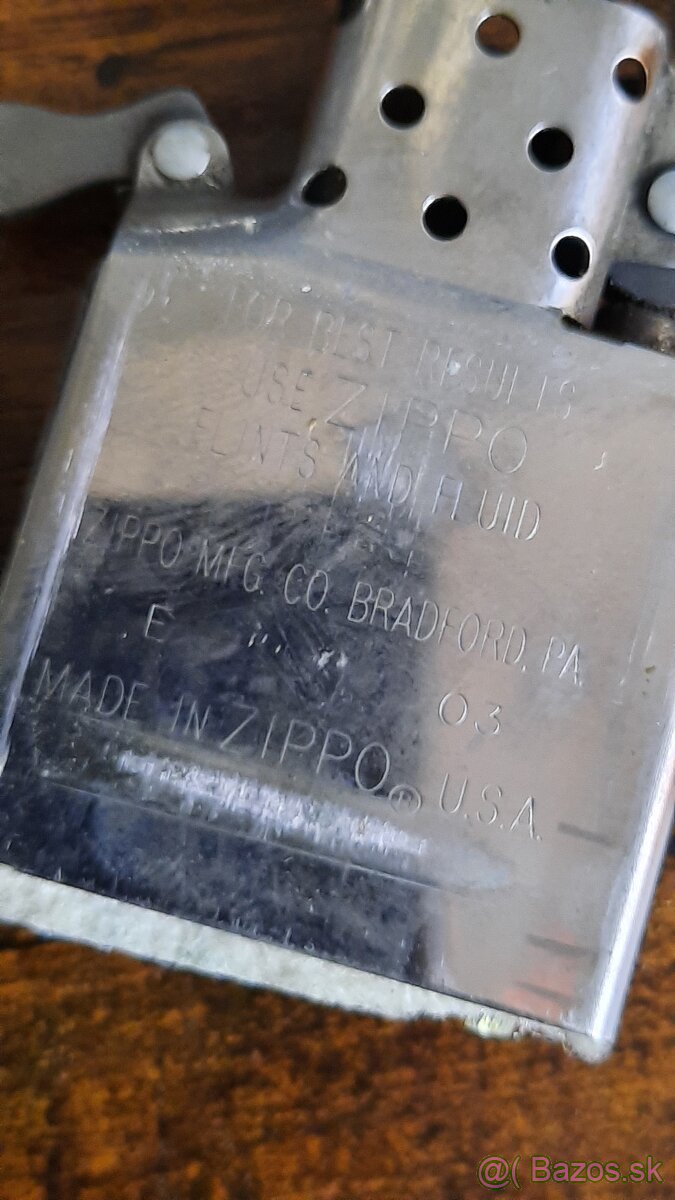 FOR BEST RESULTS
USE ZIPPO
FLINTS AND FLUID
ZIPPO MFG. CO. BRADFORD, PA.
E 03
MADE IN ZIPPO® U.S.A.
@( Bazos.sk